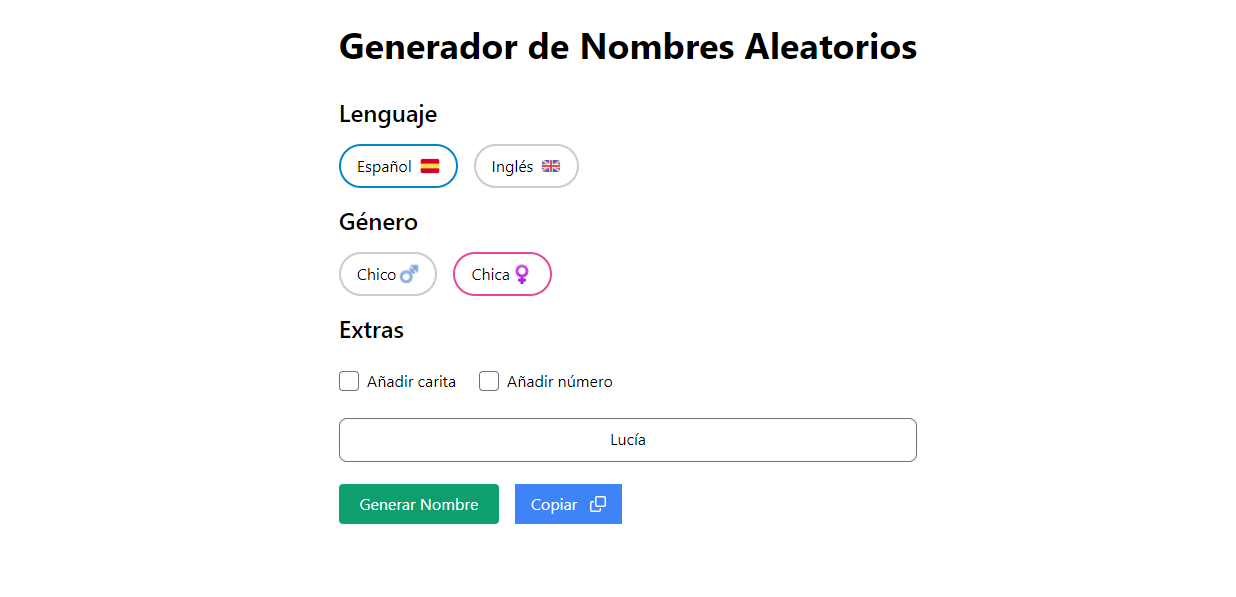 Generador de Nombres Aleatorios
Lenguaje
Español Inglés
Género
Chico Chica
Extras
Añadir carita Añadir número
Lucía
Generar Nombre Copiar